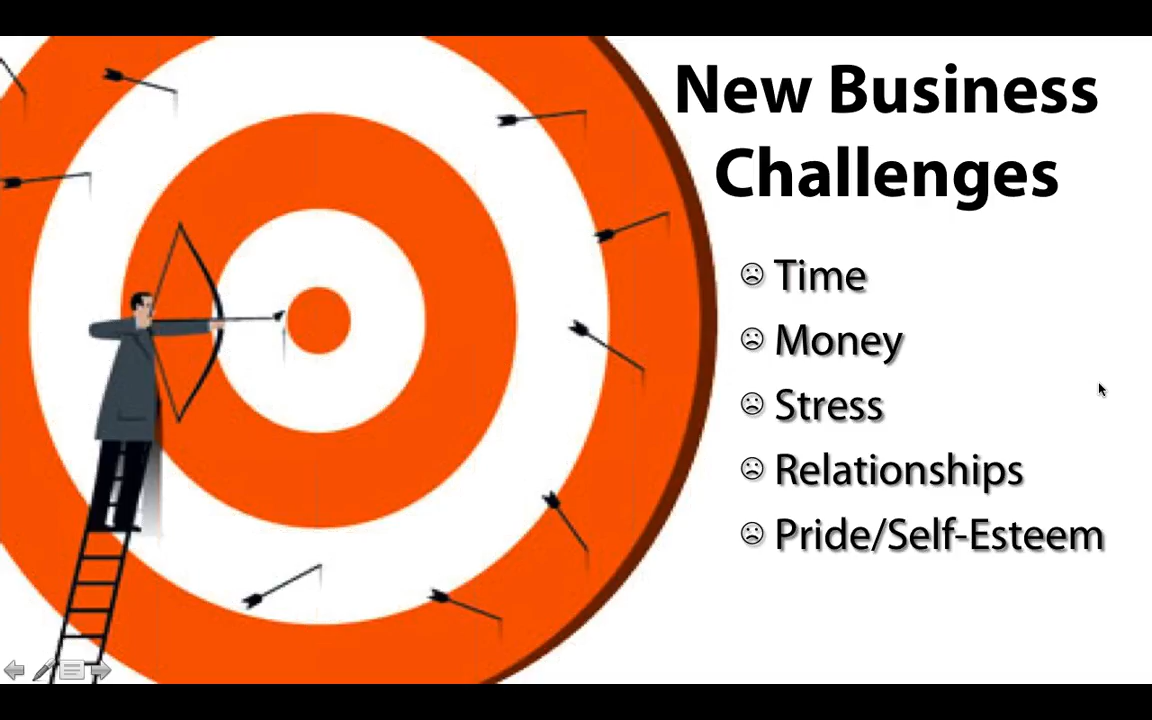 New Business
Challenges
☹ Time
☹ Money
☹ Stress
☹ Relationships
☹ Pride/Self-Esteem